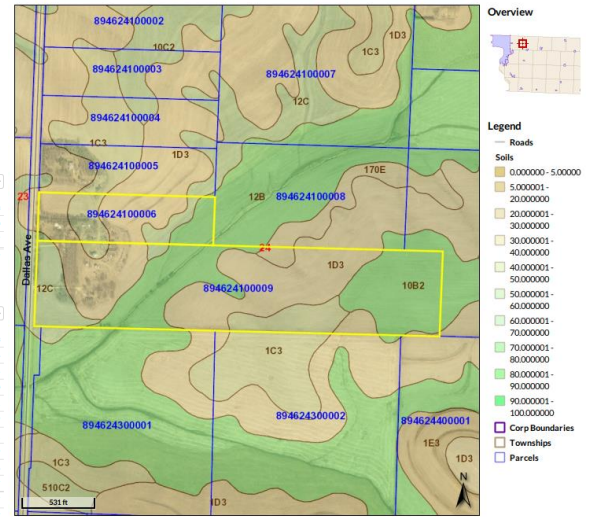 Overview
Legend
Roads
Soils
0.000000 - 5.00000
5.000001 -
20.000000
20.000001 -
30.000000
30.000001 -
40.000000
40.000001 -
50.000000
50.000001 -
60.000000
60.000001 -
70.000000
70.000001 -
80.000000
80.000001 -
90.000000
90.000001 -
100.000000
Corp Boundaries
Townships
Parcels
894624100002
1D3
10C2
1C3
894624100003
894624100007
12C
894624100004
1C3
1D3
894624100005
170E
23
12B
894624100008
894624100006
24
Dallas Ave
1D3
12C
894624100009
10B2
1C3
894624300002
894624300001
894624400001
1E3
1C3
1D3
510C2
N
531 ft
1D3